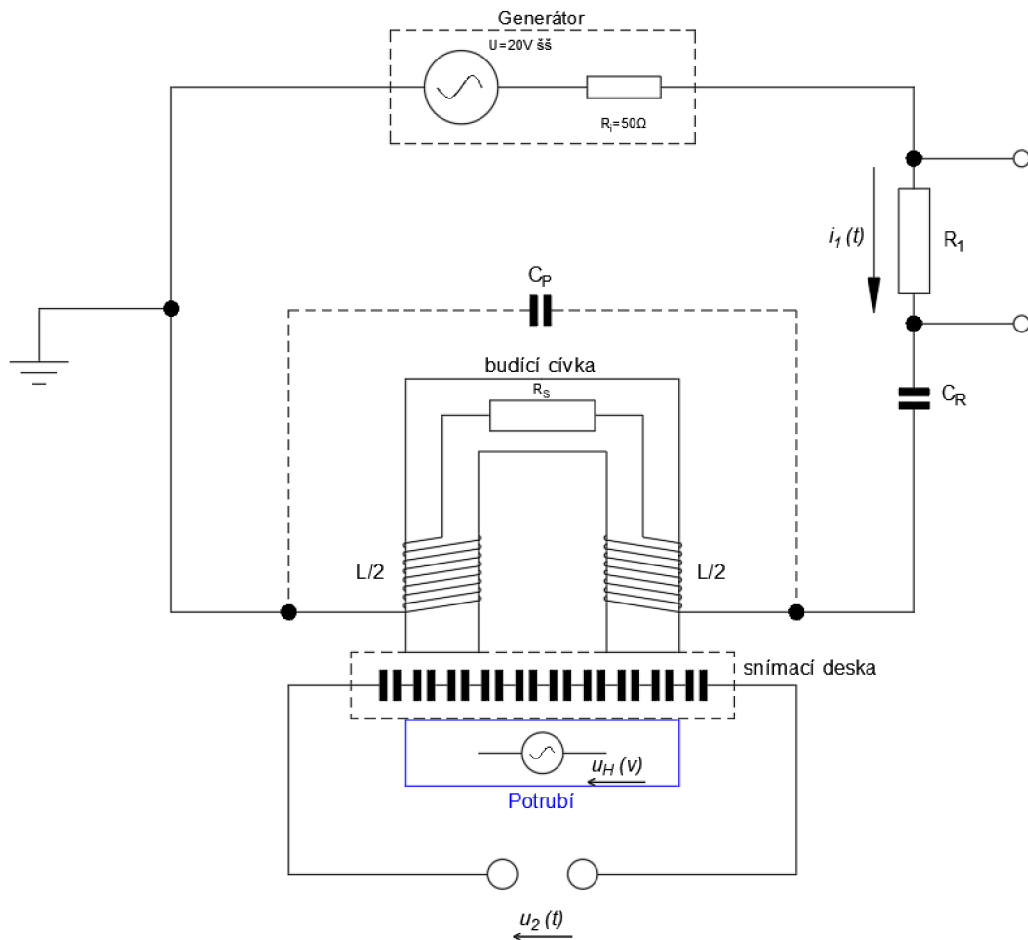 Generátor
U=20V šš
Ri=50Ω
i1(t)
R1
CP
budící cívka
RS
CR
L/2
L/2
snímací deska
uH(v)
Potrubí
u2(t)